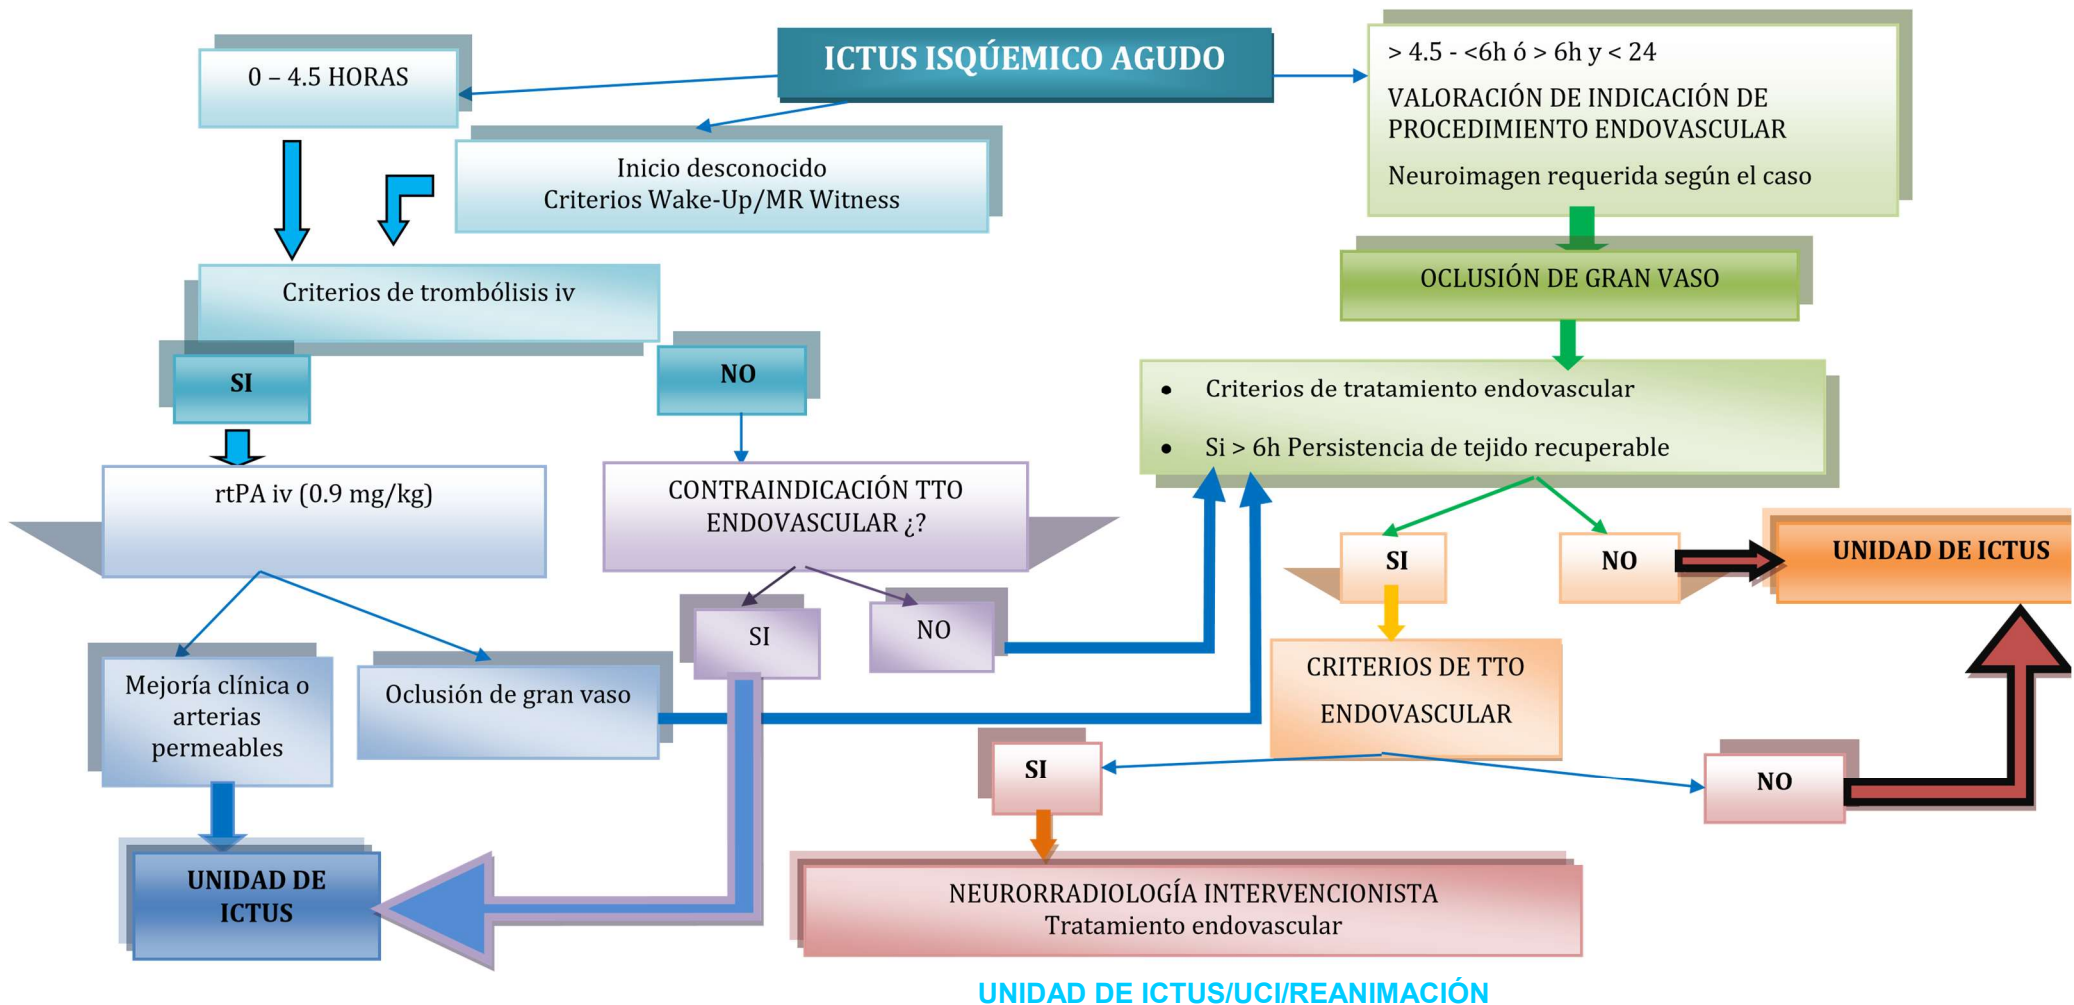 ICTUS ISQÚEMICO AGUDO
0 – 4.5 HORAS
Inicio desconocido
Criterios Wake-Up/MR Witness
> 4.5 - <6h ó > 6h y < 24
VALORACIÓN DE INDICACIÓN DE
PROCEDIMIENTO ENDOVASCULAR
Neuroimagen requerida según el caso
Criterios de trombólisis iv
OCLUSIÓN DE GRAN VASO
SI
NO
• Criterios de tratamiento endovascular
• Si > 6h Persistencia de tejido recuperable
rtPA iv (0.9 mg/kg)
CONTRAINDICACIÓN TTO
ENDOVASCULAR ¿?
SI
NO
UNIDAD DE ICTUS
SI
NO
Mejoría clínica o
arterias
permeables
Oclusión de gran vaso
CRITERIOS DE TTO
ENDOVASCULAR
SI
NO
UNIDAD DE
ICTUS
NEURORRADIOLOGÍA INTERVENCIONISTA
Tratamiento endovascular
UNIDAD DE ICTUS/UCI/REANIMACIÓN